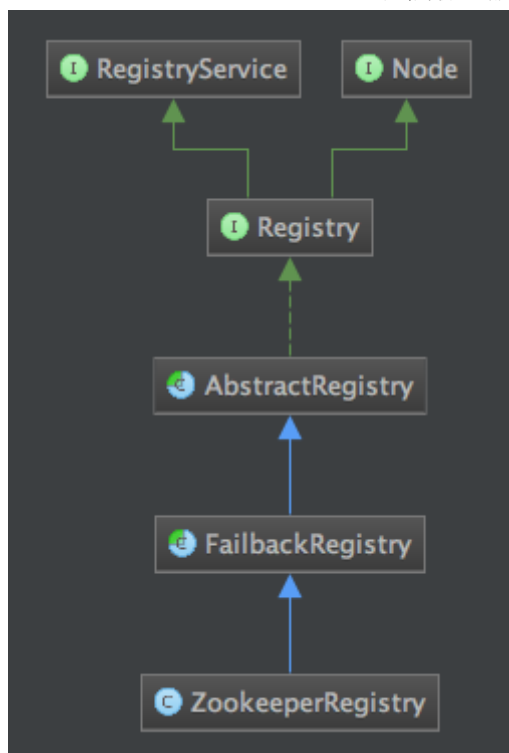 I RegistryService
I Node
I Registry
C AbstractRegistry
C FailbackRegistry
C ZookeeperRegistry